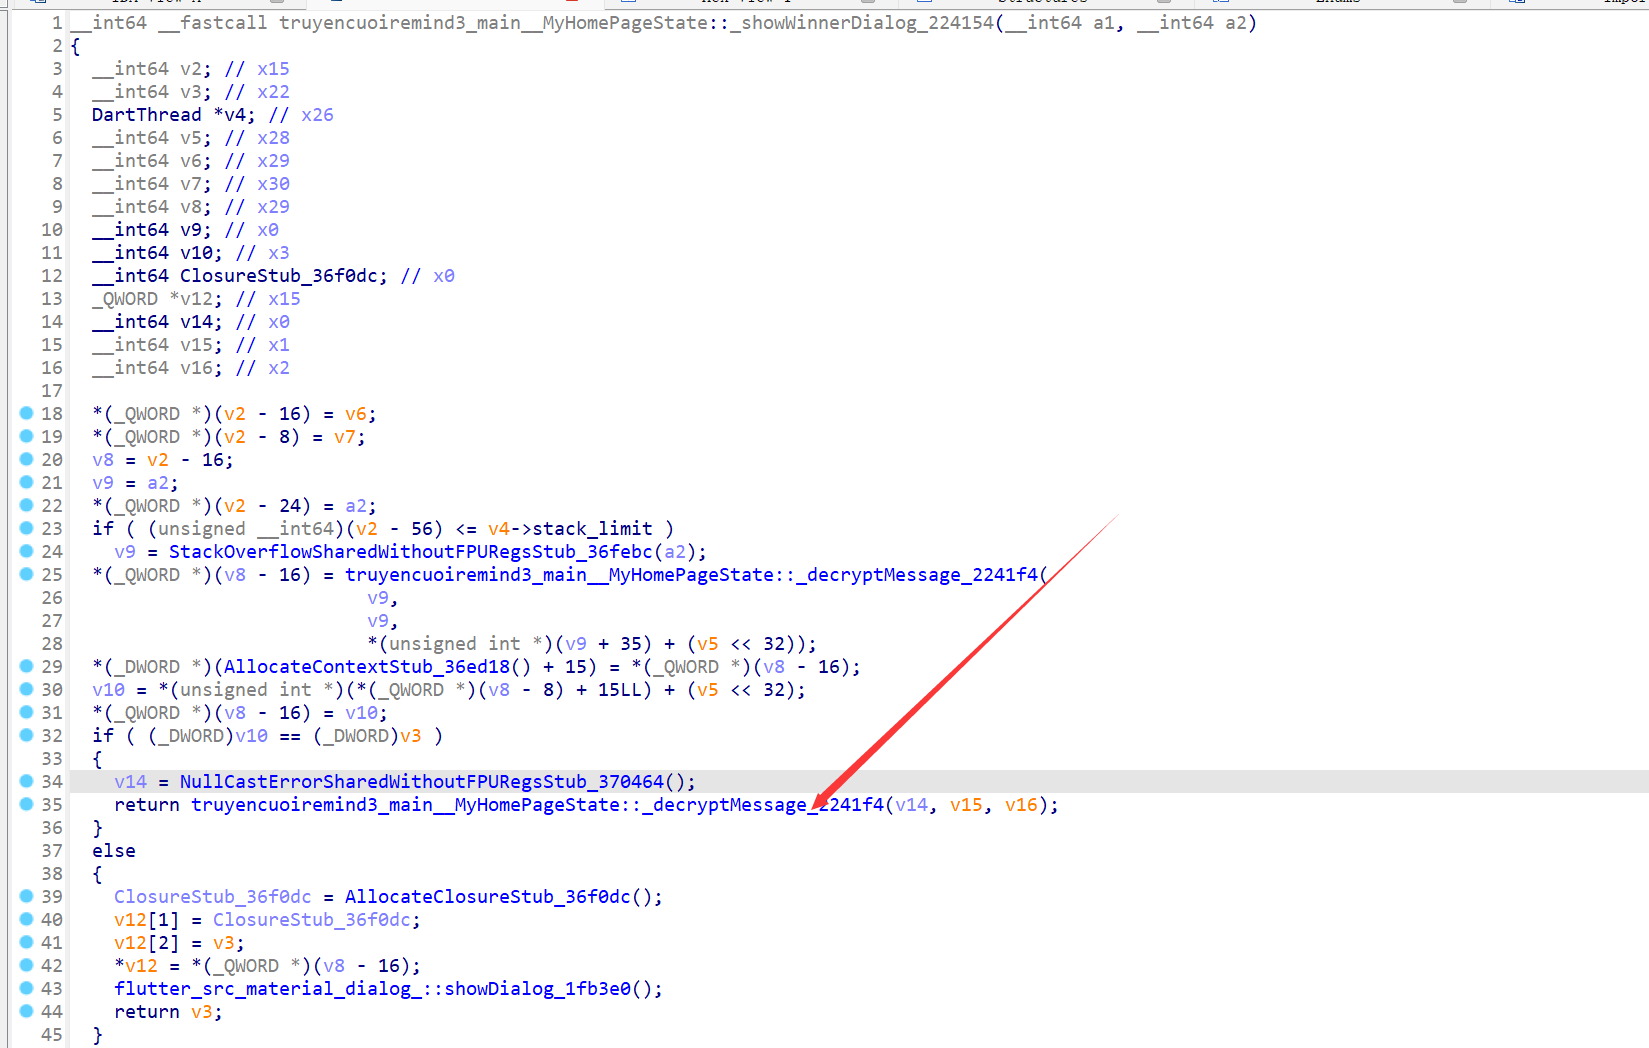 1 __int64 __fastcall truyencuoiremind3_main__MyHomePageState::_showWinnerDialog_224154(__int64 a1, __int64 a2)
2 {
3   __int64 v2; // x15
4   __int64 v3; // x22
5   DartThread *v4; // x26
6   __int64 v5; // x28
7   __int64 v6; // x29
8   __int64 v7; // x30
9   __int64 v8; // x29
10   __int64 v9; // x0
11   __int64 v10; // x3
12   __int64 ClosureStub_36f0dc; // x0
13   _QWORD *v12; // x15
14   __int64 v14; // x0
15   __int64 v15; // x1
16   __int64 v16; // x2
17
18   *(_QWORD *)(v2 - 16) = v6;
19   *(_QWORD *)(v2 - 8) = v7;
20   v8 = v2 - 16;
21   v9 = a2;
22   *(_QWORD *)(v2 - 24) = a2;
23   if ( (unsigned __int64)(v2 - 56) <= v4->stack_limit )
24     v9 = StackOverflowSharedWithoutFPURegsStub_36febc(a2);
25   *(_QWORD *)(v8 - 16) = truyencuoiremind3_main__MyHomePageState::_decryptMessage_2241f4(
26                            v9,
27                            v9,
28                            *(unsigned int *)(v9 + 35) + (v5 << 32));
29   *(_DWORD *)(AllocateContextStub_36ed18() + 15) = *(_QWORD *)(v8 - 16);
30   v10 = *(unsigned int *)(*(_QWORD *)(v8 - 8) + 15LL) + (v5 << 32);
31   *(_QWORD *)(v8 - 16) = v10;
32   if ( (_DWORD)v10 == (_DWORD)v3 )
33   {
34     v14 = NullCastErrorSharedWithoutFPURegsStub_370464();
35     return truyencuoiremind3_main__MyHomePageState::_decryptMessage_2241f4(v14, v15, v16);
36   }
37   else
38   {
39     ClosureStub_36f0dc = AllocateClosureStub_36f0dc();
40     v12[1] = ClosureStub_36f0dc;
41     v12[2] = v3;
42     *v12 = *(_QWORD *)(v8 - 16);
43     flutter_src_material_dialog_::showDialog_1fb3e0();
44     return v3;
45   }